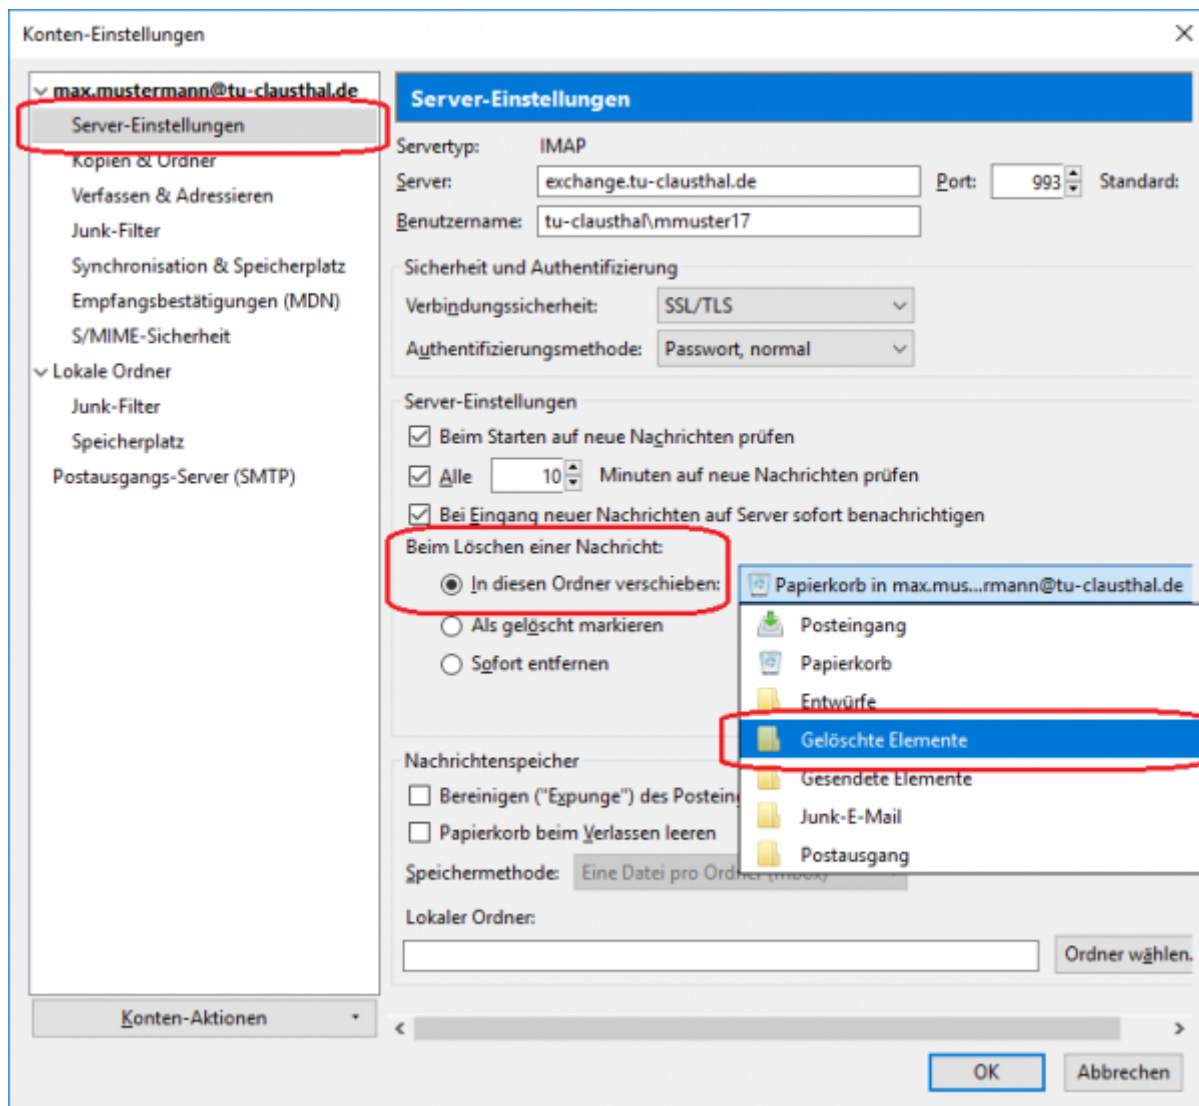 Konten-Einstellungen
max.mustermann@tu-clausthal.de
Server-Einstellungen
Kopien & Ordner
Verfassen & Adressieren
Junk-Filter
Synchronisation & Speicherplatz
Empfangsbestätigungen (MDN)
S/MIME-Sicherheit
Lokale Ordner
Junk-Filter
Speicherplatz
Postausgangs-Server (SMTP)
Konten-Aktionen
Server-Einstellungen
Servertyp: IMAP
Server: exchange.tu-clausthal.de Port: 993 Standard:
Benutzername: tu-clausthal\mmuster17
Sicherheit und Authentifizierung
Verbindungssicherheit: SSL/TLS
Authentifizierungsmethode: Passwort, normal
Server-Einstellungen
Beim Starten auf neue Nachrichten prüfen
Alle 10 Minuten auf neue Nachrichten prüfen
Bei Eingang neuer Nachrichten auf Server sofort benachrichtigen
Beim Löschen einer Nachricht:
In diesen Ordner verschieben: Papierkorb in max.mus...rmann@tu-clausthal.de
Als gelöscht markieren
Sofort entfernen
Posteingang
Papierkorb
Entwürfe
Gelöschte Elemente
Gesendete Elemente
Junk-E-Mail
Postausgang
Nachrichtenspeicher
Bereinigen ("Expunge") des Postein
Papierkorb beim Verlassen leeren
Speichermethode: Eine Datei pro Ordner (mbox)
Lokaler Ordner:
Ordner wählen.
OK Abbrechen